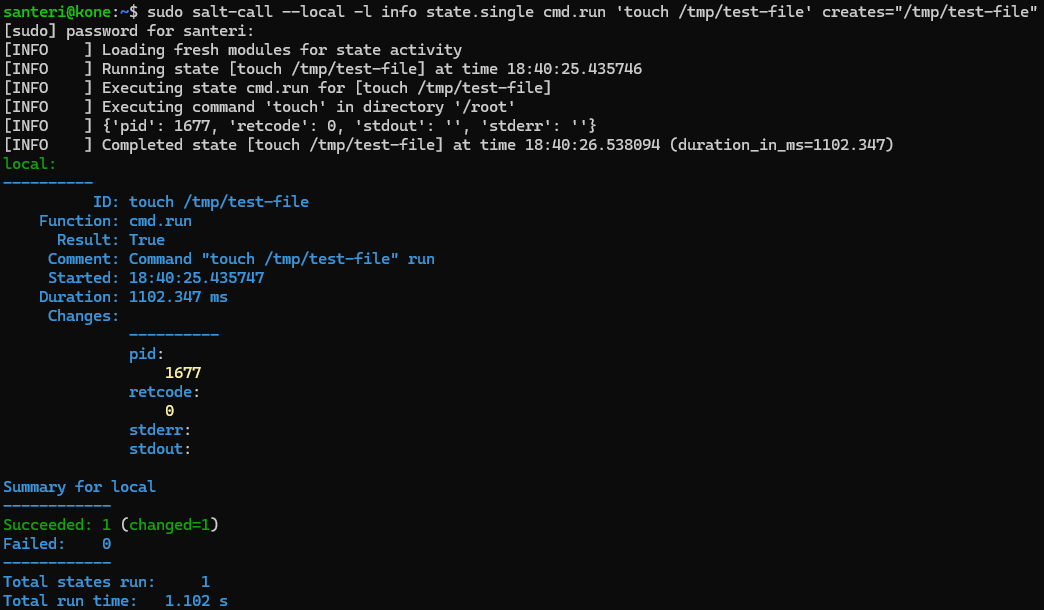 santeri@kone:~$ sudo salt-call --local -l info state.single cmd.run 'touch /tmp/test-file' creates="/tmp/test-file"
[sudo] password for santeri:
[INFO    ] Loading fresh modules for state activity
[INFO    ] Running state [touch /tmp/test-file] at time 18:40:25.435746
[INFO    ] Executing state cmd.run for [touch /tmp/test-file]
[INFO    ] Executing command 'touch' in directory '/root'
[INFO    ] {'pid': 1677, 'retcode': 0, 'stdout': '', 'stderr': ''}
[INFO    ] Completed state [touch /tmp/test-file] at time 18:40:26.538094 (duration_in_ms=1102.347)
local:
----------
          ID: touch /tmp/test-file
    Function: cmd.run
      Result: True
     Comment: Command "touch /tmp/test-file" run
     Started: 18:40:25.435747
    Duration: 1102.347 ms
     Changes:
              ----------
              pid:
                  1677
              retcode:
                  0
              stderr:
              stdout:

Summary for local
------------
Succeeded: 1 (changed=1)
Failed:    0
------------
Total states run:     1
Total run time:   1.102 s